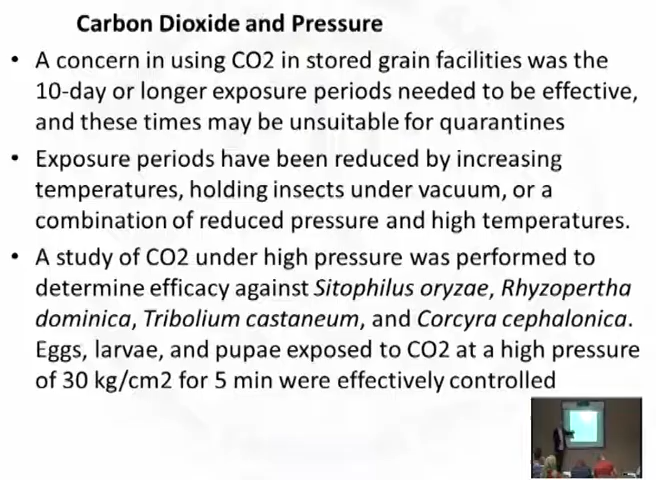 Carbon Dioxide and Pressure
• A concern in using CO2 in stored grain facilities was the
10-day or longer exposure periods needed to be effective,
and these times may be unsuitable for quarantines
• Exposure periods have been reduced by increasing
temperatures, holding insects under vacuum, or a
combination of reduced pressure and high temperatures.
• A study of CO2 under high pressure was performed to
determine efficacy against Sitophilus oryzae, Rhyzopertha
dominica, Tribolium castaneum, and Corcyra cephalonica.
Eggs, larvae, and pupae exposed to CO2 at a high pressure
of 30 kg/cm2 for 5 min were effectively controlled